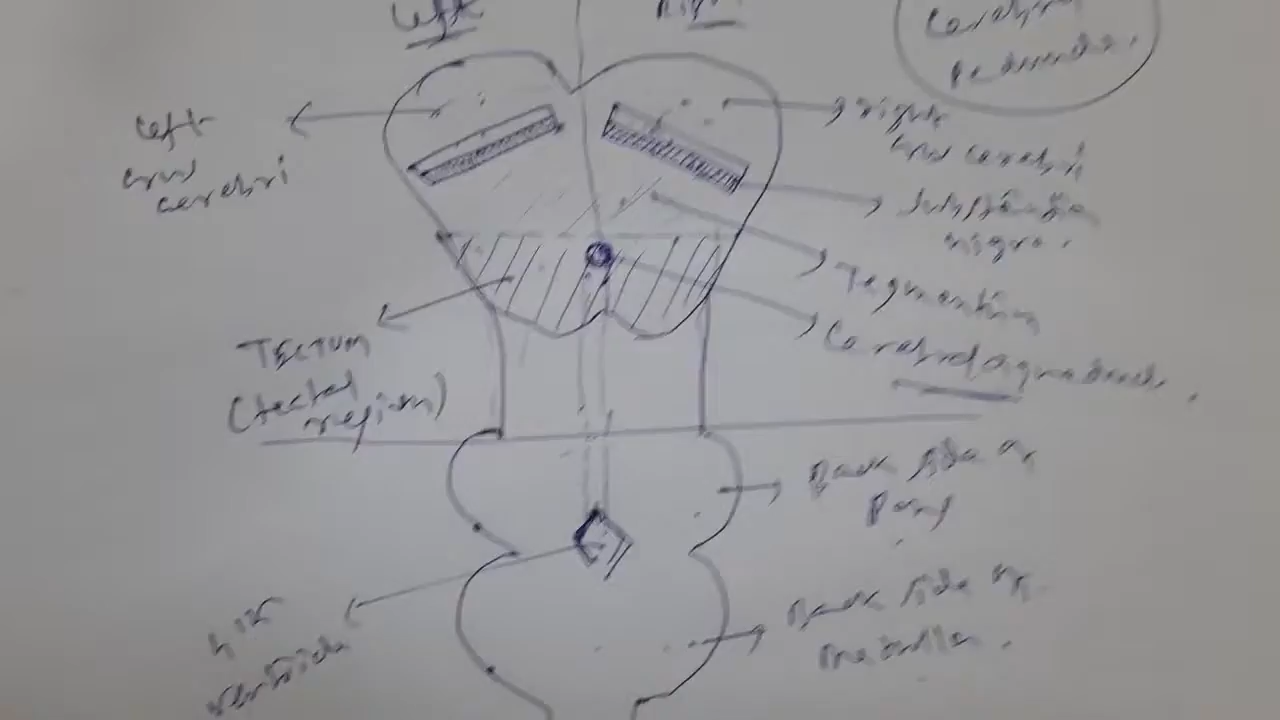 Left
Right
Cerebral
Peduncle.
Left
crus
cerebri
right
crus cerebri
substantia
nigra.
Tegmentum
Cerebral aqueduct.
TECTUM
(tectal
region)
Back side of
Pons
Back side of
medulla.
ventricle